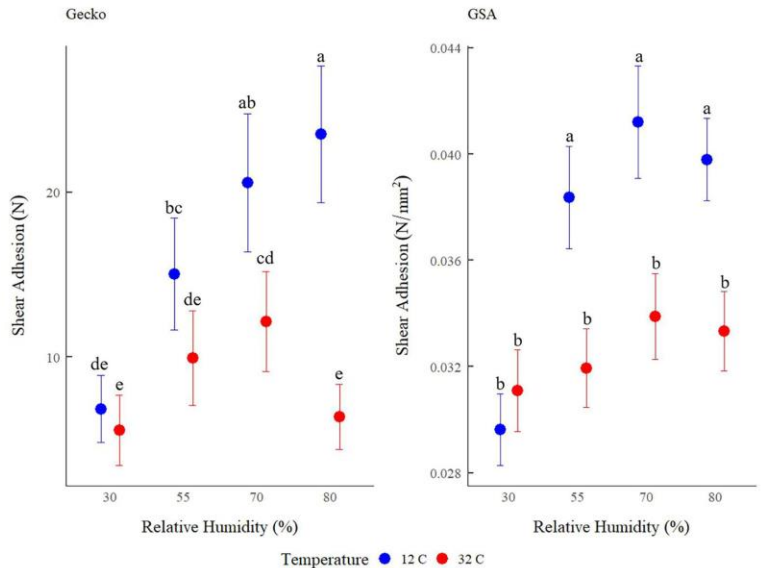 Gecko
GSA
Shear Adhesion (N)
20
10
a
ab
bc
cd
de
de
e
e
30 55 70 80
Relative Humidity (%)
Shear Adhesion (N/mm²)
0.044
0.040
0.036
0.032
0.028
a
a
a
b
b
b
b
b
30 55 70 80
Relative Humidity (%)
Temperature 12 C 32 C